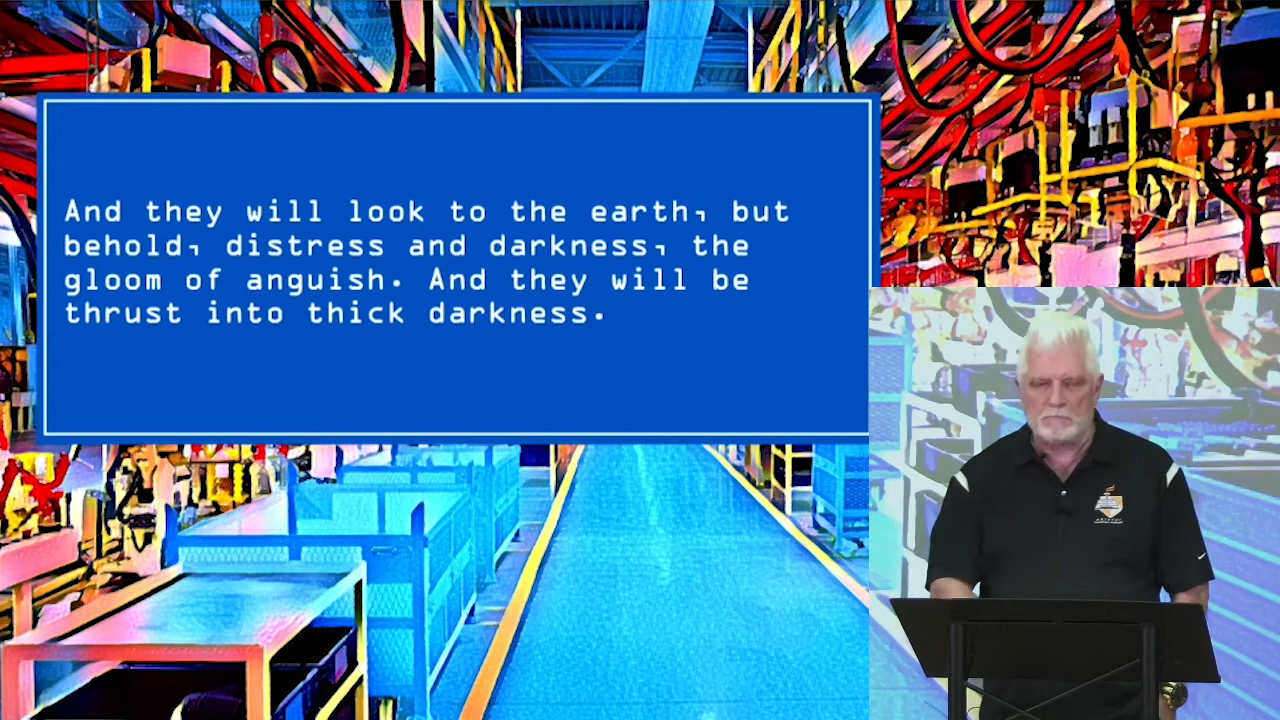 And they will look to the earth, but
behold, distress and darkness, the
gloom of anguish. And they will be
thrust into thick darkness.